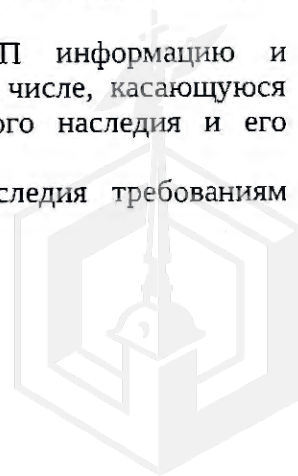 П информацию и
числе, касающуюся
ого наследия и его
следия требованиям